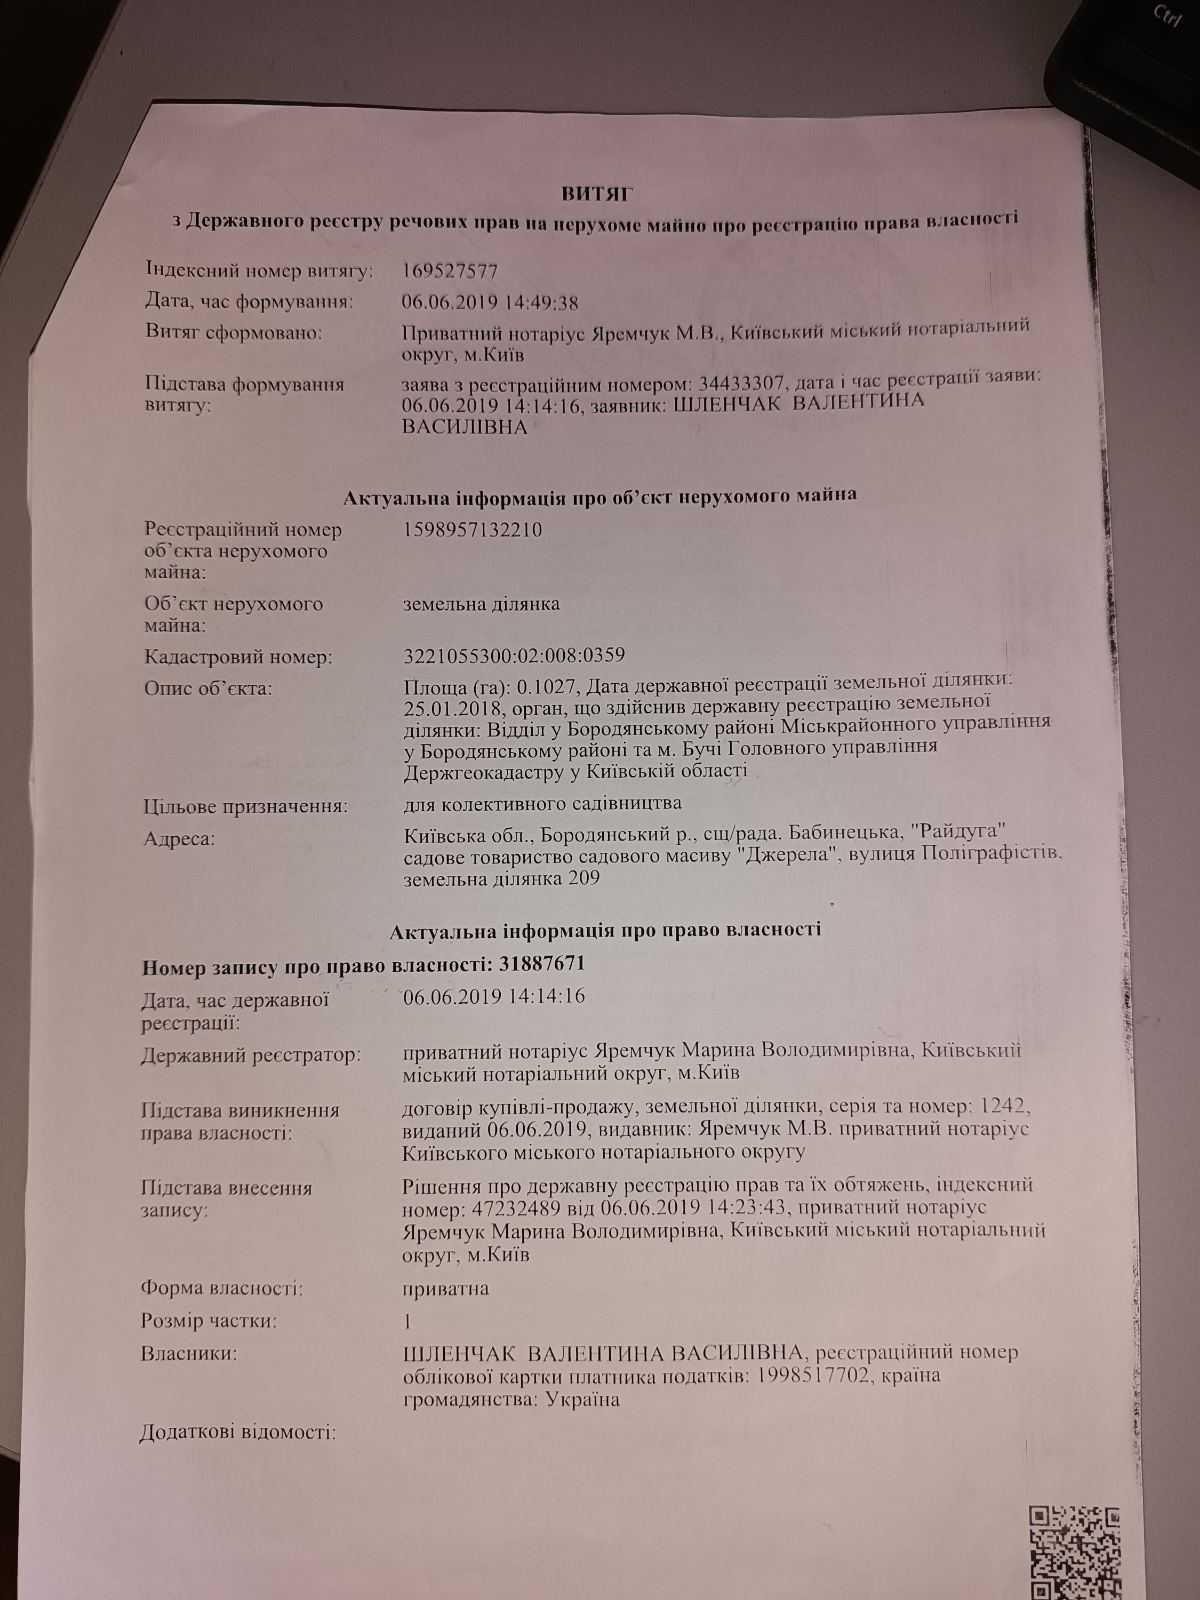 Ctrl
ВИТЯГ
з Державного реєстру речових прав на нерухоме майно про реєстрацію права власності
Індексний номер витягу: 169527577
Дата, час формування: 06.06.2019 14:49:38
Витяг сформовано: Приватний нотаріус Яремчук М.В., Київський міський нотаріальний
округ, м.Київ
Підстава формування заява з реєстраційним номером: 34433307, дата і час реєстрації заяви:
витягу: 06.06.2019 14:14:16, заявник: ШЛЕНЧАК ВАЛЕНТИНА
ВАСИЛІВНА
Актуальна інформація про об’єкт нерухомого майна
Реєстраційний номер 1598957132210
об’єкта нерухомого
майна:
Об’єкт нерухомого земельна ділянка
майна:
Кадастровий номер: 3221055300:02:008:0359
Опис об’єкта: Площа (га): 0.1027, Дата державної реєстрації земельної ділянки:
25.01.2018, орган, що здійснив державну реєстрацію земельної
ділянки: Відділ у Бородянському районі Міськрайонного управління
у Бородянському районі та м. Бучі Головного управління
Держгеокадастру у Київській області
Цільове призначення: для колективного садівництва
Адреса: Київська обл., Бородянський р., сщ/рада. Бабинецька, "Райдуга"
садове товариство садового масиву "Джерела", вулиця Поліграфістів,
земельна ділянка 209
Актуальна інформація про право власності
Номер запису про право власності: 31887671
Дата, час державної 06.06.2019 14:14:16
реєстрації:
Державний реєстратор: приватний нотаріус Яремчук Марина Володимирівна, Київський
міський нотаріальний округ, м.Київ
Підстава виникнення договір купівлі-продажу, земельної ділянки, серія та номер: 1242,
права власності: виданий 06.06.2019, видавник: Яремчук М.В. приватний нотаріус
Київського міського нотаріального округу
Підстава внесення Рішення про державну реєстрацію прав та їх обтяжень, індексний
запису: номер: 47232489 від 06.06.2019 14:23:43, приватний нотаріус
Яремчук Марина Володимирівна, Київський міський нотаріальний
округ, м.Київ
Форма власності: приватна
Розмір частки: 1
Власники: ШЛЕНЧАК ВАЛЕНТИНА ВАСИЛІВНА, реєстраційний номер
облікової картки платника податків: 1998517702, країна
громадянства: Україна
Додаткові відомості: